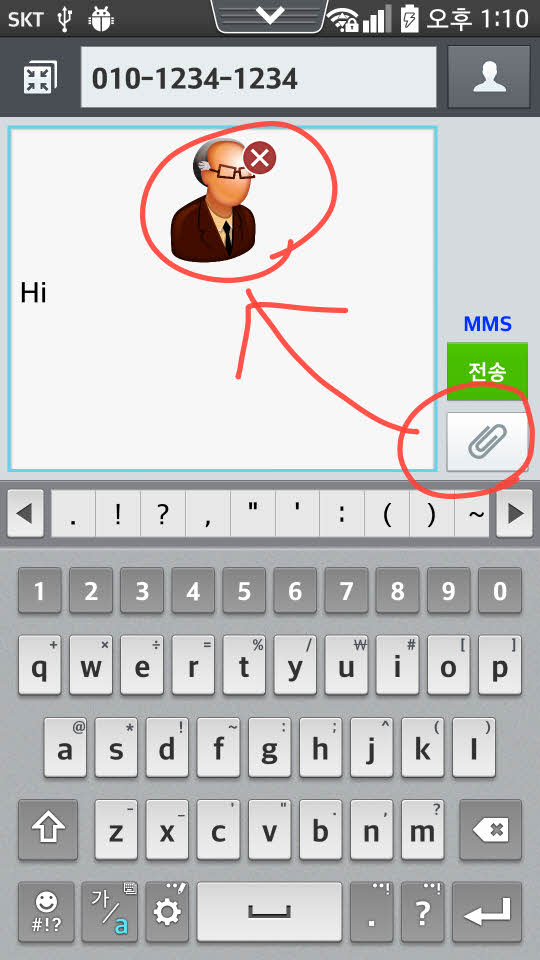 SKT 오후 1:10
010-1234-1234
Hi
MMS
전송
. ! ? , " ' : ( ) ~
1 2 3 4 5 6 7 8 9 0
+ × ÷ = % / ₩ # [ ]
q w e r t y u i o p
@ * ! ~ : ; ^ ( )
a s d f g h j k l
- _ ' " . , ?
z x c v b n m
#!? 가/a . ?